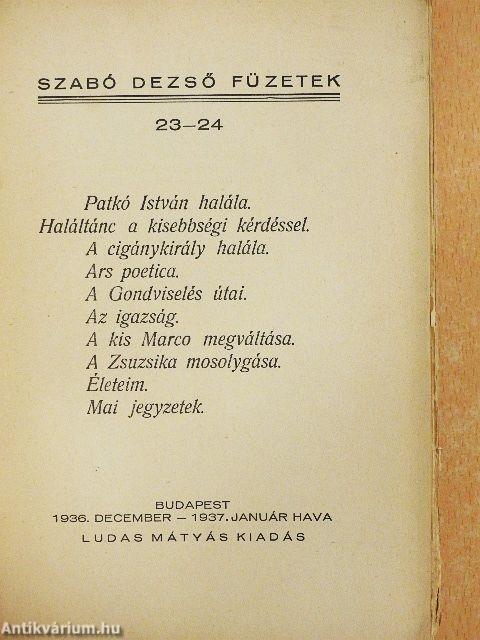 SZABÓ DEZSŐ FÜZETEK
23–24
Patkó István halála.
Haláltánc a kisebbségi kérdéssel.
A cigánykirály halála.
Ars poetica.
A Gondviselés útai.
Az igazság.
A kis Marco megváltása.
A Zsuzsika mosolygása.
Életeim.
Mai jegyzetek.
BUDAPEST
1936. DECEMBER – 1937. JANUÁR HAVA
LUDAS MÁTYÁS KIADÁS
Antikvárium.hu